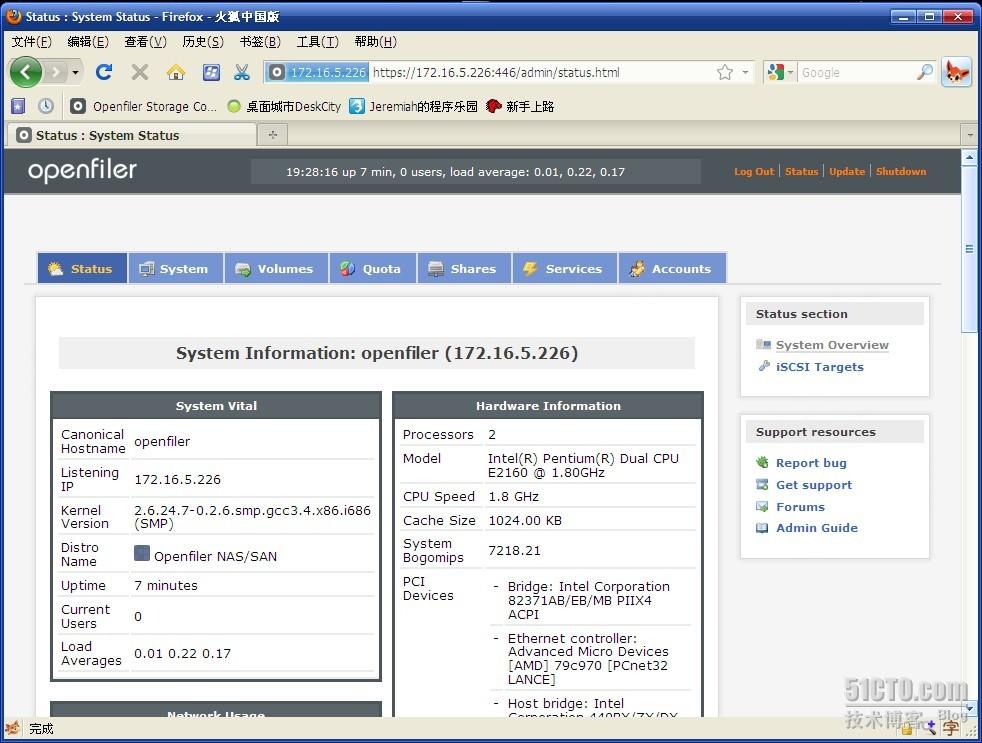 Status : System Status - Firefox - 火狐中国版
文件(F) 编辑(E) 查看(V) 历史(S) 书签(B) 工具(T) 帮助(H)
172.16.5.226 https://172.16.5.226:446/admin/status.html Google
Openfiler Storage Co... 桌面城市DeskCity Jeremiah的程序乐园 新手上路
Status : System Status
openfiler
19:28:16 up 7 min, 0 users, load average: 0.01, 0.22, 0.17
Log Out Status Update Shutdown
Status System Volumes Quota Shares Services Accounts
System Information: openfiler (172.16.5.226)
System Vital
Canonical Hostname openfiler
Listening IP 172.16.5.226
Kernel Version 2.6.24.7-0.2.6.smp.gcc3.4.x86.i686 (SMP)
Distro Name Openfiler NAS/SAN
Uptime 7 minutes
Current Users 0
Load Averages 0.01 0.22 0.17
Network Usage
Hardware Information
Processors 2
Model Intel(R) Pentium(R) Dual CPU E2160 @ 1.80GHz
CPU Speed 1.8 GHz
Cache Size 1024.00 KB
System Bogomips 7218.21
PCI Devices
- Bridge: Intel Corporation 82371AB/EB/MB PIIX4 ACPI
- Ethernet controller: Advanced Micro Devices [AMD] 79c970 [PCnet32 LANCE]
- Host bridge: Intel Corporation 440BX/ZX/DX
Status section
System Overview
iSCSI Targets
Support resources
Report bug
Get support
Forums
Admin Guide
51CTO.com
技术博客 Blog
完成
字